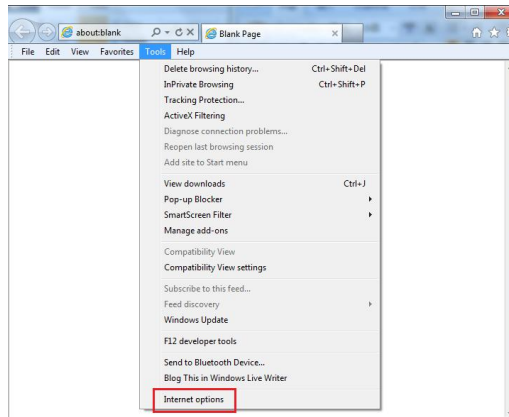 about:blank
Blank Page
File Edit View Favorites Tools Help
Delete browsing history... Ctrl+Shift+Del
InPrivate Browsing Ctrl+Shift+P
Tracking Protection...
ActiveX Filtering
Diagnose connection problems...
Reopen last browsing session
Add site to Start menu
View downloads Ctrl+J
Pop-up Blocker
SmartScreen Filter
Manage add-ons
Compatibility View
Compatibility View settings
Subscribe to this feed...
Feed discovery
Windows Update
F12 developer tools
Send to Bluetooth Device...
Blog This in Windows Live Writer
Internet options